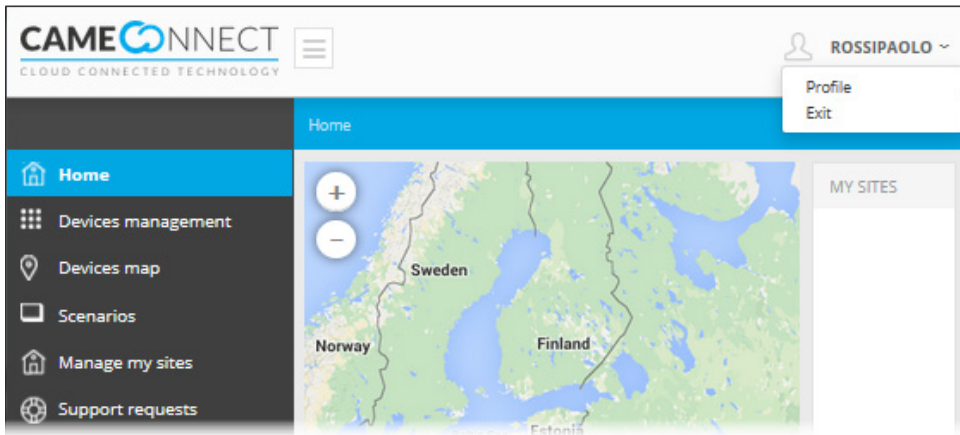 CAMECONNECT
CLOUD CONNECTED TECHNOLOGY
ROSSIPAOLO
Profile
Exit
Home
Home
Devices management
Devices map
Scenarios
Manage my sites
Support requests
Sweden
Norway
Finland
Estonia
MY SITES